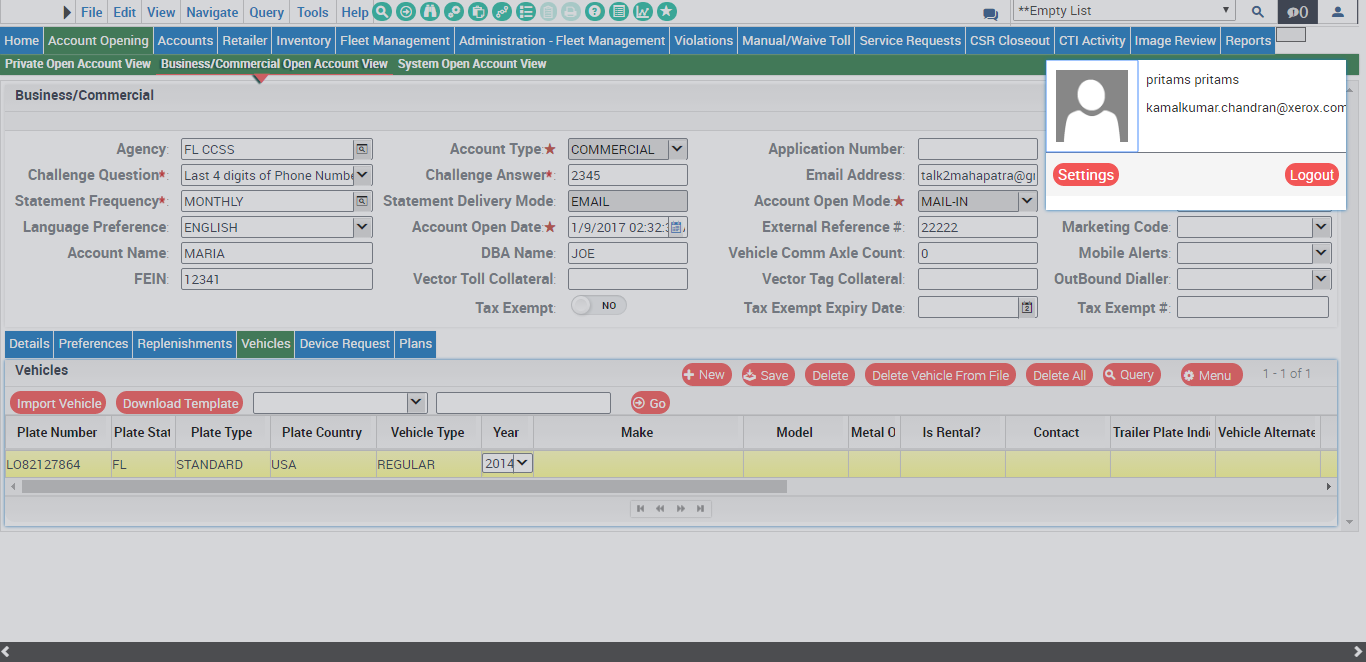 File Edit View Navigate Query Tools Help **Empty List 0
Home Account Opening Accounts Retailer Inventory Fleet Management Administration - Fleet Management Violations Manual/Waive Toll Service Requests CSR Closeout CTI Activity Image Review Reports
Private Open Account View Business/Commercial Open Account View System Open Account View
pritams pritams
kamalkumar.chandran@xerox.com
Settings Logout
Business/Commercial
Agency: FL CCSS Account Type:★ COMMERCIAL Application Number:
Challenge Question*: Last 4 digits of Phone Numbe Challenge Answer*: 2345 Email Address: talk2mahapatra@g
Statement Frequency*: MONTHLY Statement Delivery Mode: EMAIL Account Open Mode:★ MAIL-IN
Language Preference: ENGLISH Account Open Date:★ 1/9/2017 02:32: External Reference #: 22222 Marketing Code:
Account Name: MARIA DBA Name: JOE Vehicle Comm Axle Count: 0 Mobile Alerts:
FEIN: 12341 Vector Toll Collateral: Vector Tag Collateral: OutBound Dialler:
Tax Exempt: NO Tax Exempt Expiry Date: Tax Exempt #:
Details Preferences Replenishments Vehicles Device Request Plans
Vehicles New Save Delete Delete Vehicle From File Delete All Query Menu 1 - 1 of 1
Import Vehicle Download Template Go
Plate Number Plate Stat Plate Type Plate Country Vehicle Type Year Make Model Metal O Is Rental? Contact Trailer Plate Indi Vehicle Alternate
LO82127864 FL STANDARD USA REGULAR 2014